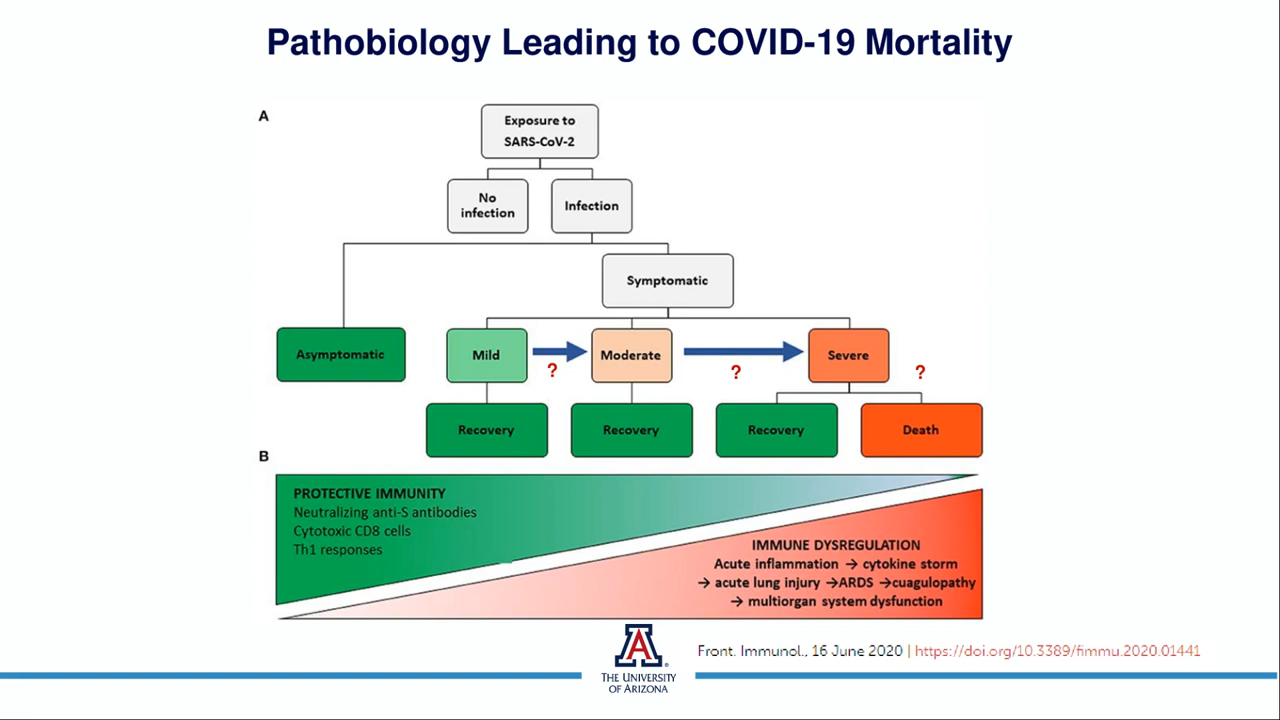 Pathobiology Leading to COVID-19 Mortality
A
Exposure to
SARS-CoV-2
No
infection
Infection
Symptomatic
Asymptomatic
Mild
Moderate
Severe
?
?
?
Recovery
Recovery
Recovery
Death
B
PROTECTIVE IMMUNITY
Neutralizing anti-S antibodies
Cytotoxic CD8 cells
Th1 responses
IMMUNE DYSREGULATION
Acute inflammation → cytokine storm
→ acute lung injury →ARDS →cuagulopathy
→ multiorgan system dysfunction
Front. Immunol., 16 June 2020 | https://doi.org/10.3389/fimmu.2020.01441
A
THE UNIVERSITY
OF ARIZONA